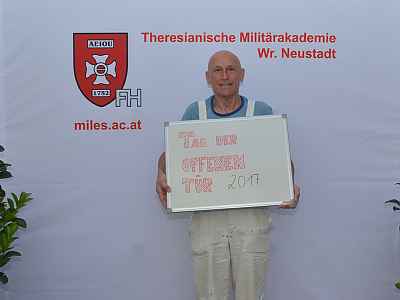 Theresianische Militärakademie
Wr. Neustadt
AEIOU
1752
FH
miles.ac.at
TAG DER
OFFENEN
TÜR 2017